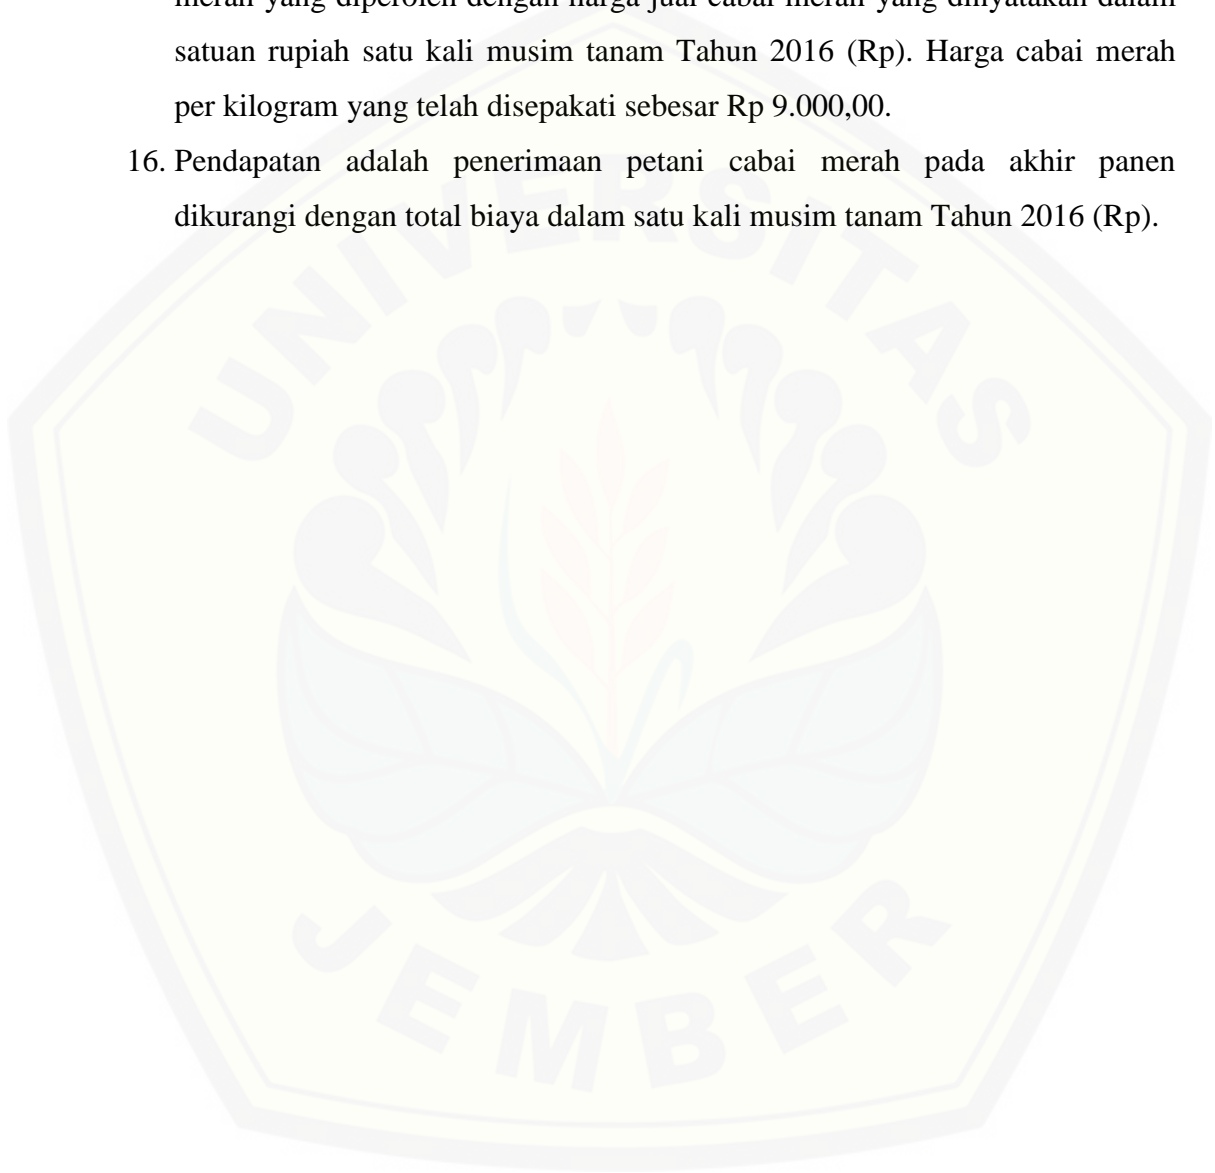 merah yang diperoleh dengan harga jual cabai merah yang dinyatakan dalam
satuan rupiah satu kali musim tanam Tahun 2016 (Rp). Harga cabai merah
per kilogram yang telah disepakati sebesar Rp 9.000,00.
16. Pendapatan adalah penerimaan petani cabai merah pada akhir panen
dikurangi dengan total biaya dalam satu kali musim tanam Tahun 2016 (Rp).
UNIVERSITAS
JEMBER